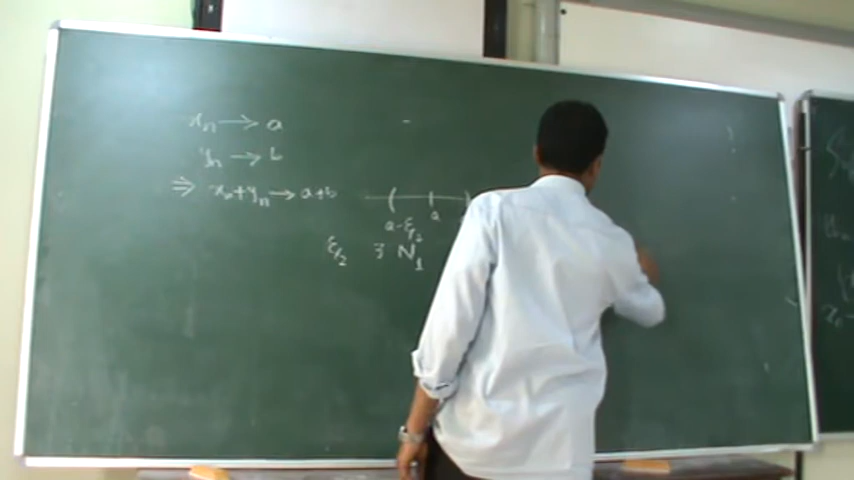 xₙ → a
yₙ → b
⇒ xₙ+yₙ → a+b
( a
a-ε/2
ε/2 ∃ N₁